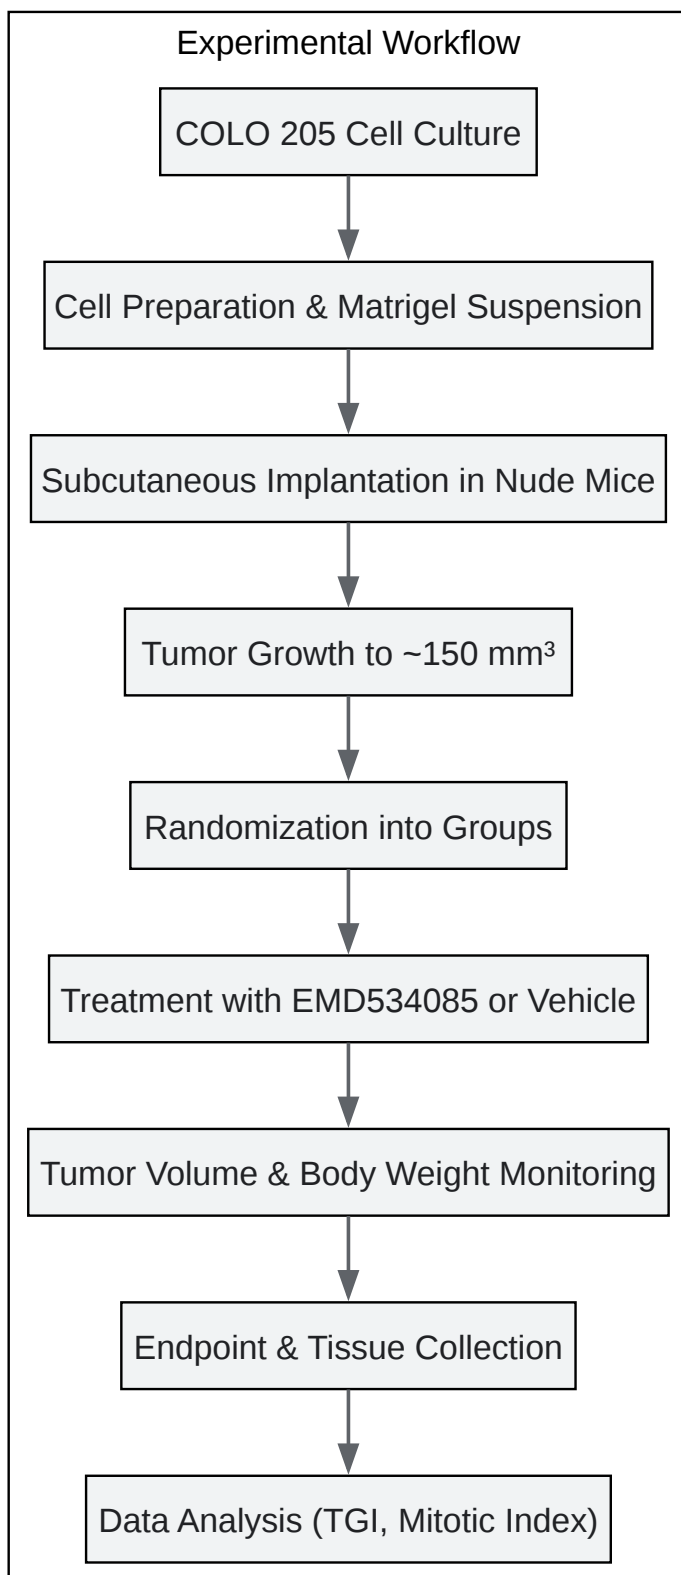 Experimental Workflow
COLO 205 Cell Culture
Cell Preparation & Matrigel Suspension
Subcutaneous Implantation in Nude Mice
Tumor Growth to ~150 mm³
Randomization into Groups
Treatment with EMD534085 or Vehicle
Tumor Volume & Body Weight Monitoring
Endpoint & Tissue Collection
Data Analysis (TGI, Mitotic Index)